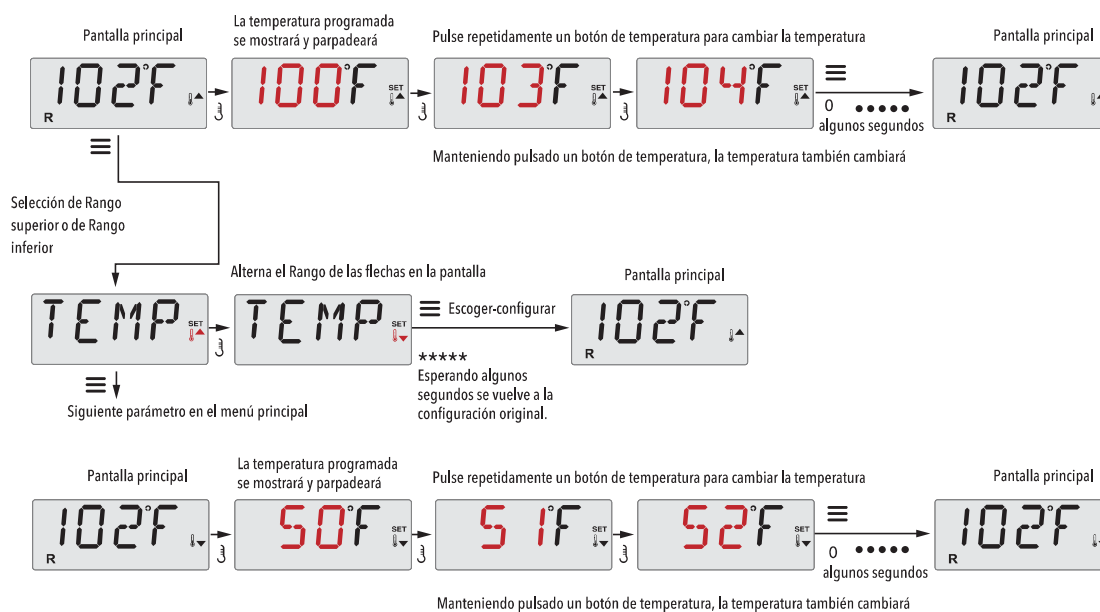 Pantalla principal
La temperatura programada
se mostrará y parpadeará
Pulse repetidamente un botón de temperatura para cambiar la temperatura
Pantalla principal
102°F
R
100°F
SET
103°F
SET
104°F
SET
0
algunos segundos
102°F
R
Manteniendo pulsado un botón de temperatura, la temperatura también cambiará
Selección de Rango
superior o de Rango
inferior
Alterna el Rango de las flechas en la pantalla
Pantalla principal
TEMP
SET
TEMP
SET
Escoger-configurar
*****
Esperando algunos
segundos se vuelve a la
configuración original.
102°F
R
Siguiente parámetro en el menú principal
Pantalla principal
La temperatura programada
se mostrará y parpadeará
Pulse repetidamente un botón de temperatura para cambiar la temperatura
Pantalla principal
102°F
R
50°F
SET
51°F
SET
52°F
SET
0
algunos segundos
102°F
R
Manteniendo pulsado un botón de temperatura, la temperatura también cambiará